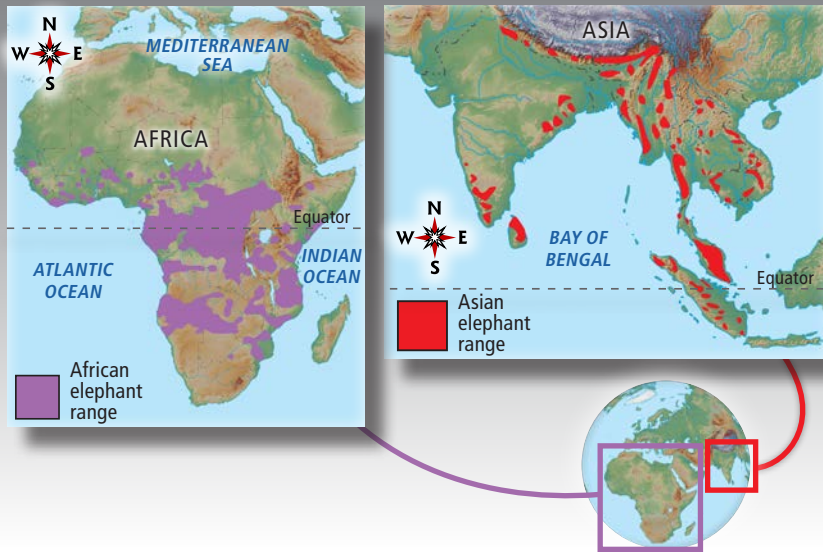 N
W E
S
MEDITERRANEAN
SEA
AFRICA
Equator
ATLANTIC
OCEAN
INDIAN
OCEAN
African
elephant
range
ASIA
N
W E
S
BAY OF
BENGAL
Equator
Asian
elephant
range